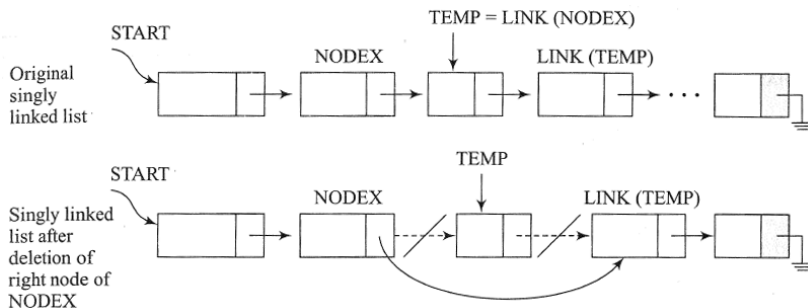 TEMP = LINK (NODEX)
START
NODEX
LINK (TEMP)
Original
singly
linked list
TEMP
START
NODEX
LINK (TEMP)
Singly linked
list after
deletion of
right node of
NODEX